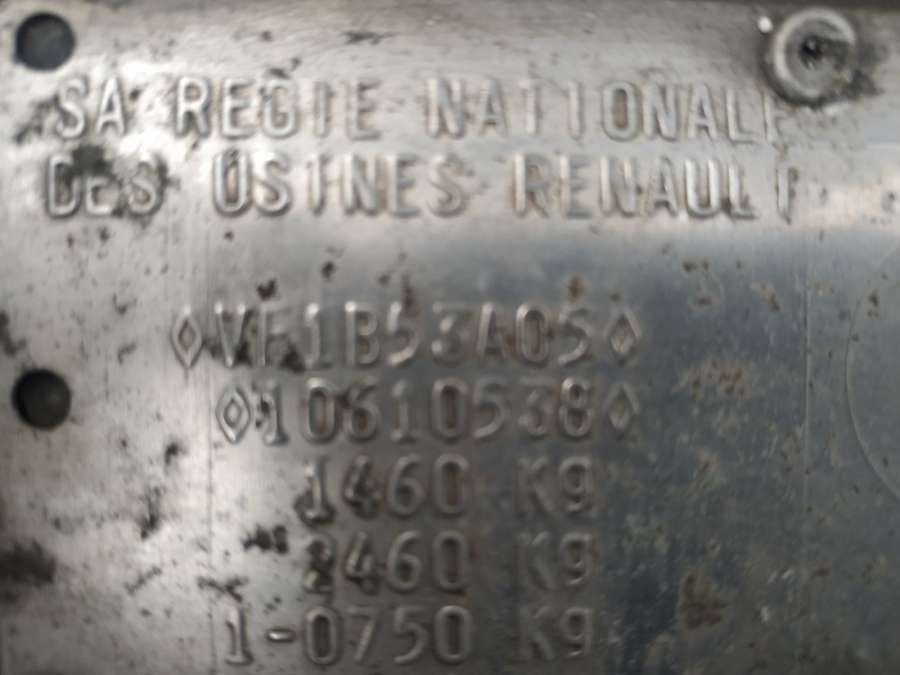 SA REGIE NATIONALE
DES USINES RENAULT
◊VF1B53A05◊
◊10610538◊
1460 Kg
2460 Kg
1-0750 Kg